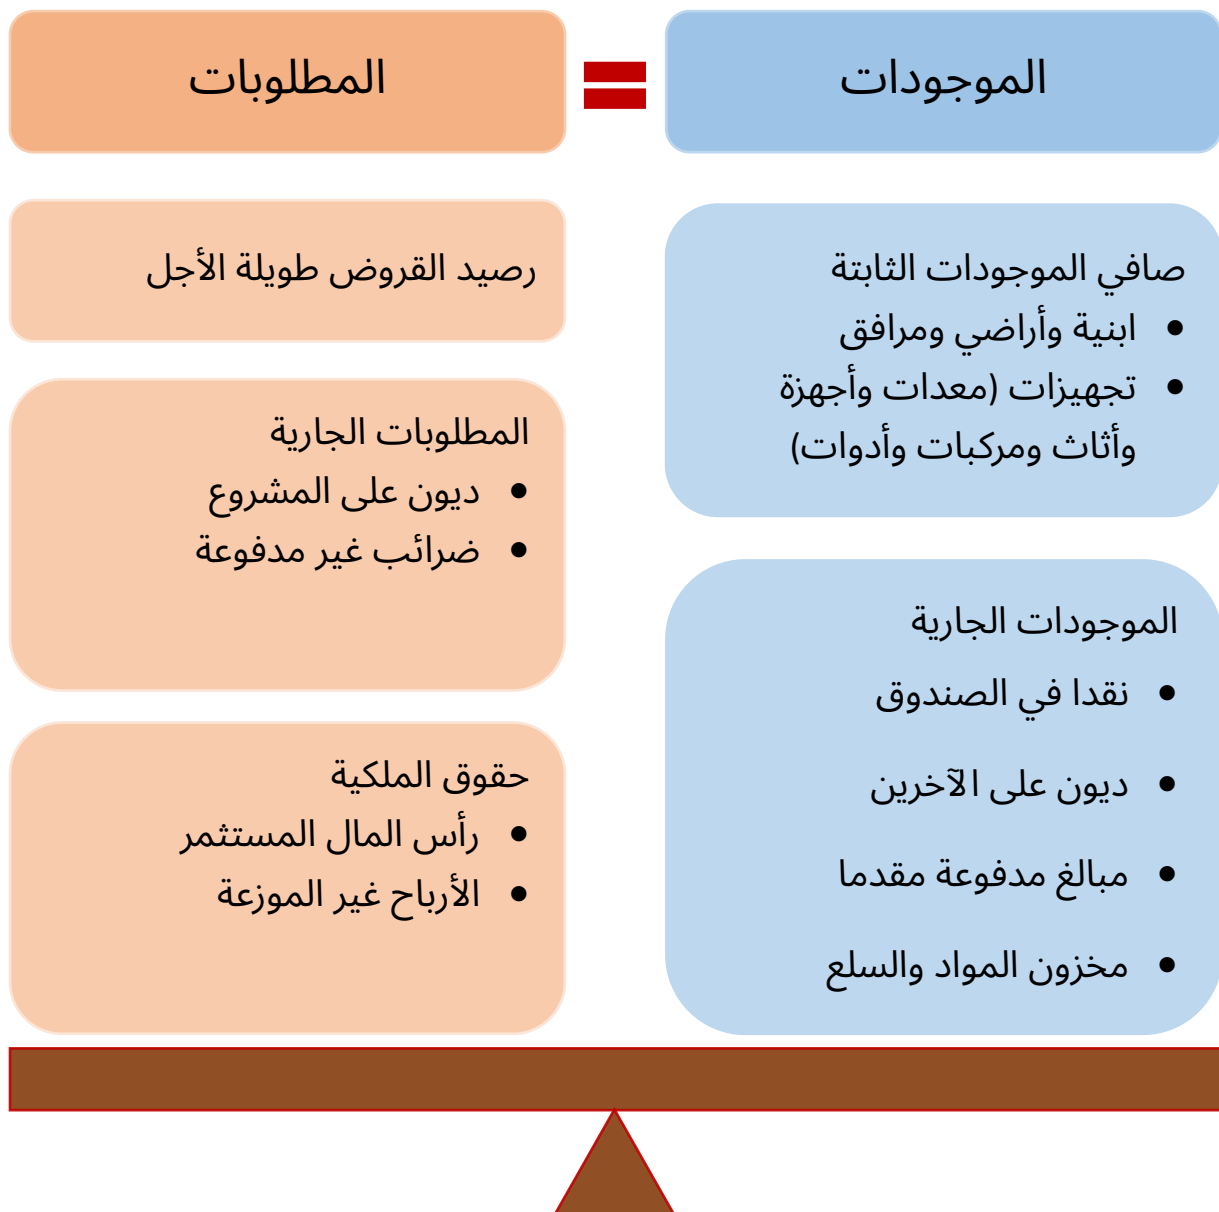 الموجودات
=
المطلوبات
صافي الموجودات الثابتة
• ابنية وأراضي ومرافق
• تجهيزات (معدات وأجهزة
وأثاث ومركبات وأدوات)
الموجودات الجارية
• نقدا في الصندوق
• ديون على الآخرين
• مبالغ مدفوعة مقدما
• مخزون المواد والسلع
رصيد القروض طويلة الأجل
المطلوبات الجارية
• ديون على المشروع
• ضرائب غير مدفوعة
حقوق الملكية
• رأس المال المستثمر
• الأرباح غير الموزعة